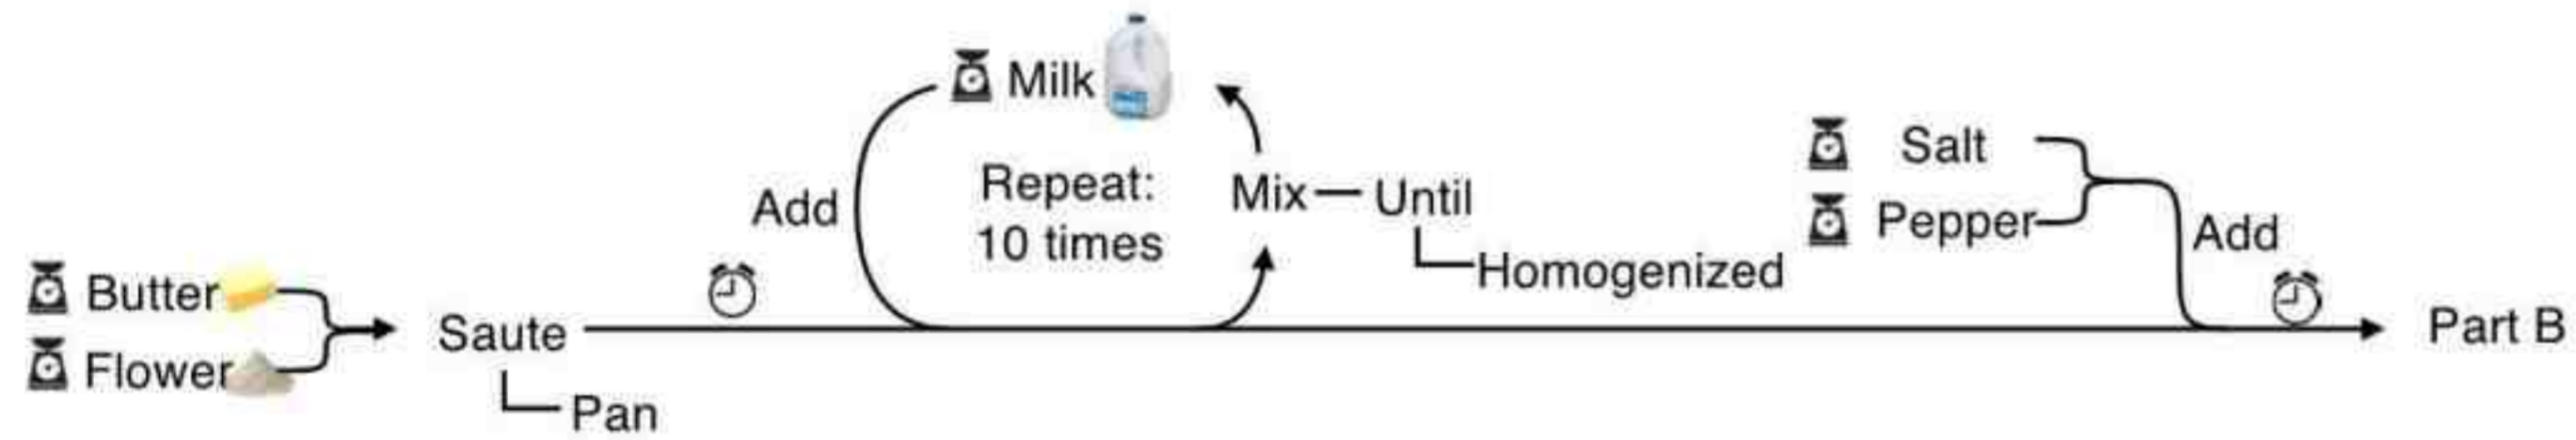 Butter
Flower
Saute
Pan
Add
Milk
Repeat:
10 times
Mix
Until
Homogenized
Salt
Pepper
Add
Part B